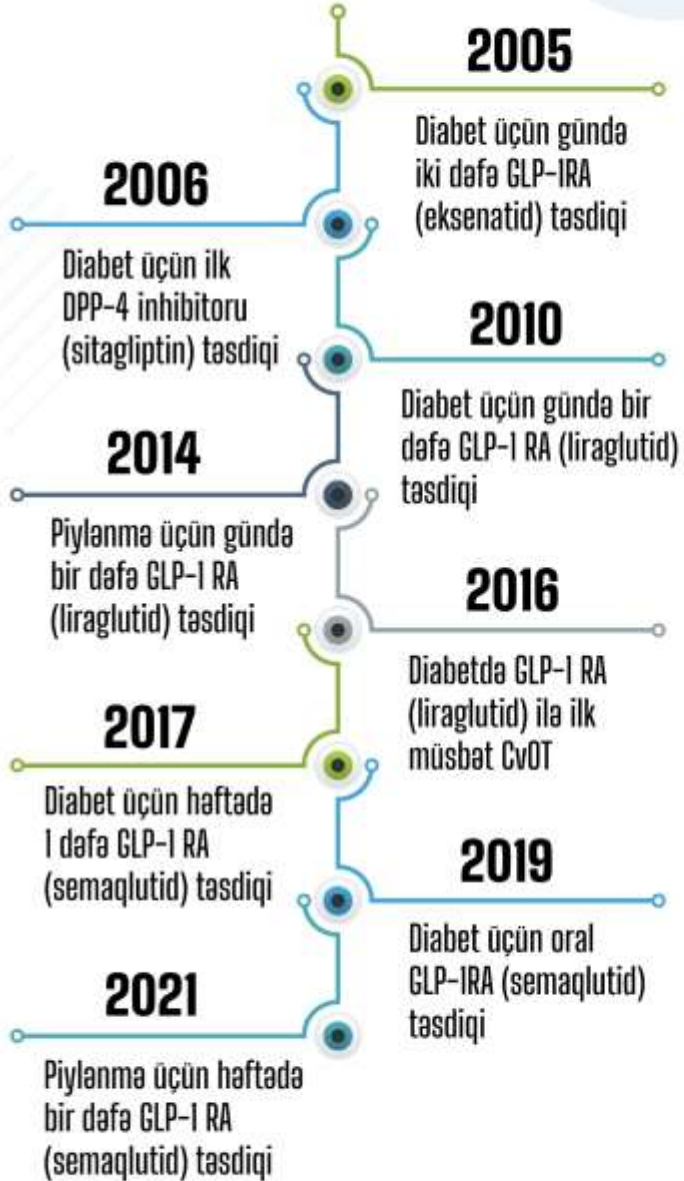 2005
Diabet üçün gündə
iki dəfə GLP-1RA
(eksenatid) təsdiqi
2006
Diabet üçün ilk
DPP-4 inhibitoru
(sitagliptin) təsdiqi
2010
Diabet üçün gündə bir
dəfə GLP-1 RA (liraglutid)
təsdiqi
2014
Piylənmə üçün gündə
bir dəfə GLP-1 RA
(liraglutid) təsdiqi
2016
Diabetdə GLP-1 RA
(liraglutid) ilə ilk
müsbət CvOT
2017
Diabet üçün həftədə
1 dəfə GLP-1 RA
(semaqlutid) təsdiqi
2019
Diabet üçün oral
GLP-1RA (semaqlutid)
təsdiqi
2021
Piylənmə üçün həftədə
bir dəfə GLP-1 RA
(semaqlutid) təsdiqi